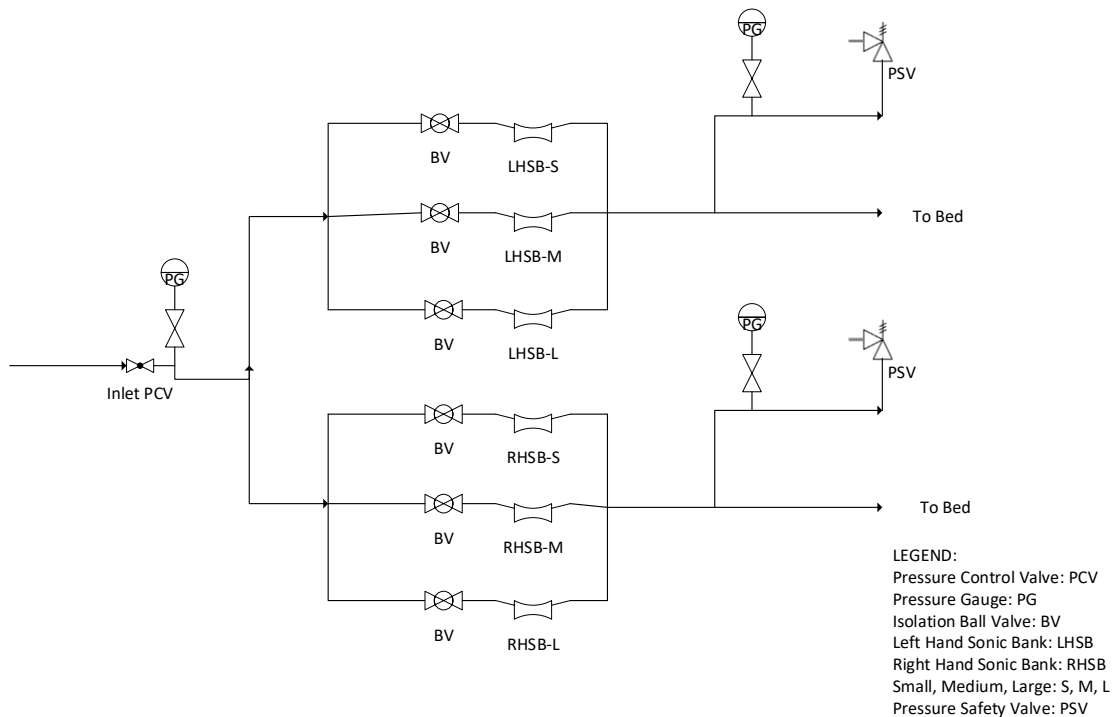 PG
PSV
BV
LHSB-S
BV
LHSB-M
To Bed
PG
BV
LHSB-L
PG
Inlet PCV
PSV
BV
RHSB-S
BV
RHSB-M
To Bed
BV
RHSB-L
LEGEND:
Pressure Control Valve: PCV
Pressure Gauge: PG
Isolation Ball Valve: BV
Left Hand Sonic Bank: LHSB
Right Hand Sonic Bank: RHSB
Small, Medium, Large: S, M, L
Pressure Safety Valve: PSV